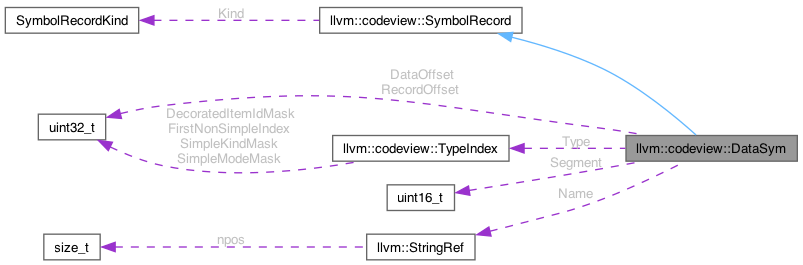 SymbolRecordKind
Kind
llvm::codeview::SymbolRecord
DataOffset
RecordOffset
uint32_t
DecoratedItemIdMask
FirstNonSimpleIndex
SimpleKindMask
SimpleModeMask
llvm::codeview::TypeIndex
Type
llvm::codeview::DataSym
Segment
uint16_t
Name
size_t
npos
llvm::StringRef